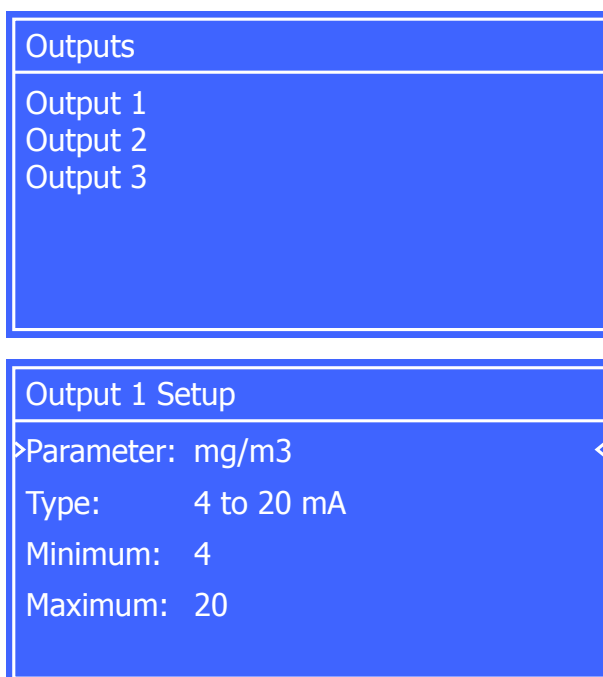 Outputs
Output 1
Output 2
Output 3
Output 1 Setup
>Parameter: mg/m3 <
Type: 4 to 20 mA
Minimum: 4
Maximum: 20